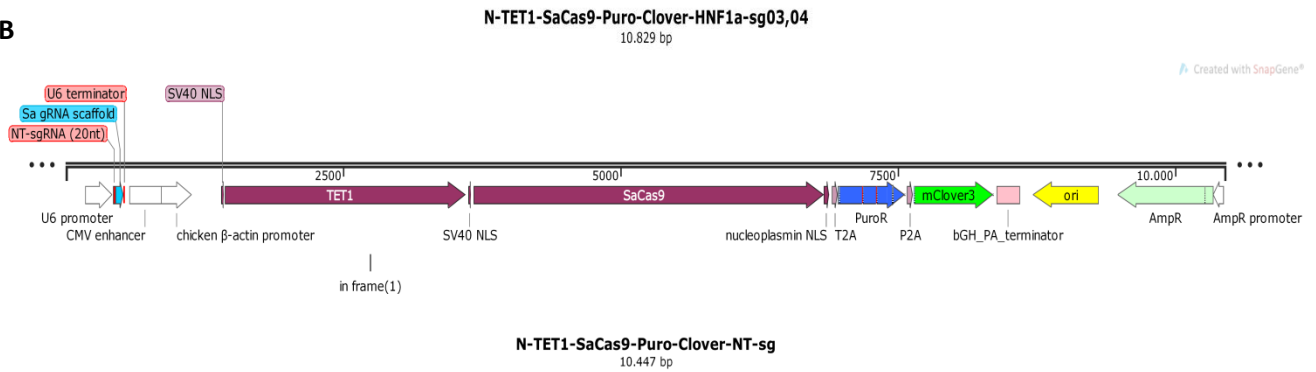 N-TET1-SaCas9-Puro-Clover-HNF1a-sg03,04
B
10.829 bp
Created with SnapGene®
U6 terminator
SV40 NLS
Sa gRNA scaffold
NT-sgRNA (20nt)
2500
5000
7500
10.000
TET1
SaCas9
mClover3
ori
U6 promoter
PuroR
AmpR
AmpR promoter
CMV enhancer
chicken β-actin promoter
SV40 NLS
nucleoplasmin NLS
T2A
P2A
bGH_PA_terminator
in frame(1)
N-TET1-SaCas9-Puro-Clover-NT-sg
10.447 bp